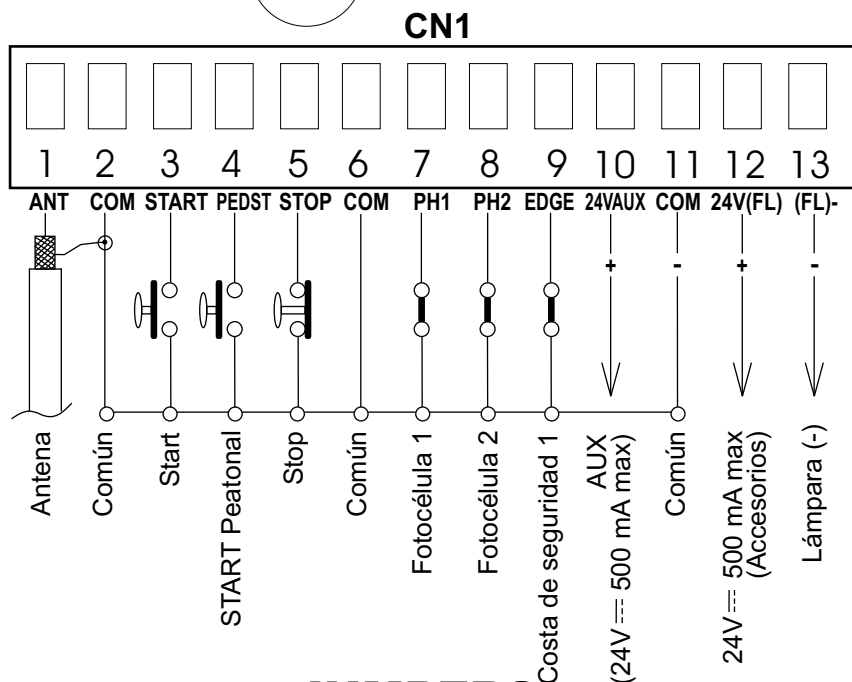 CN1
1 2 3 4 5 6 7 8 9 10 11 12 13
ANT COM START PEDST STOP COM PH1 PH2 EDGE 24VAUX COM 24V(FL) (FL)-
+ - + -
Antena
Común
Start
START Peatonal
Stop
Común
Fotocélula 1
Fotocélula 2
Costa de seguridad 1
AUX
(24V⎓ 500 mA max)
Común
24V⎓ 500 mA max
(Accesorios)
Lámpara (-)